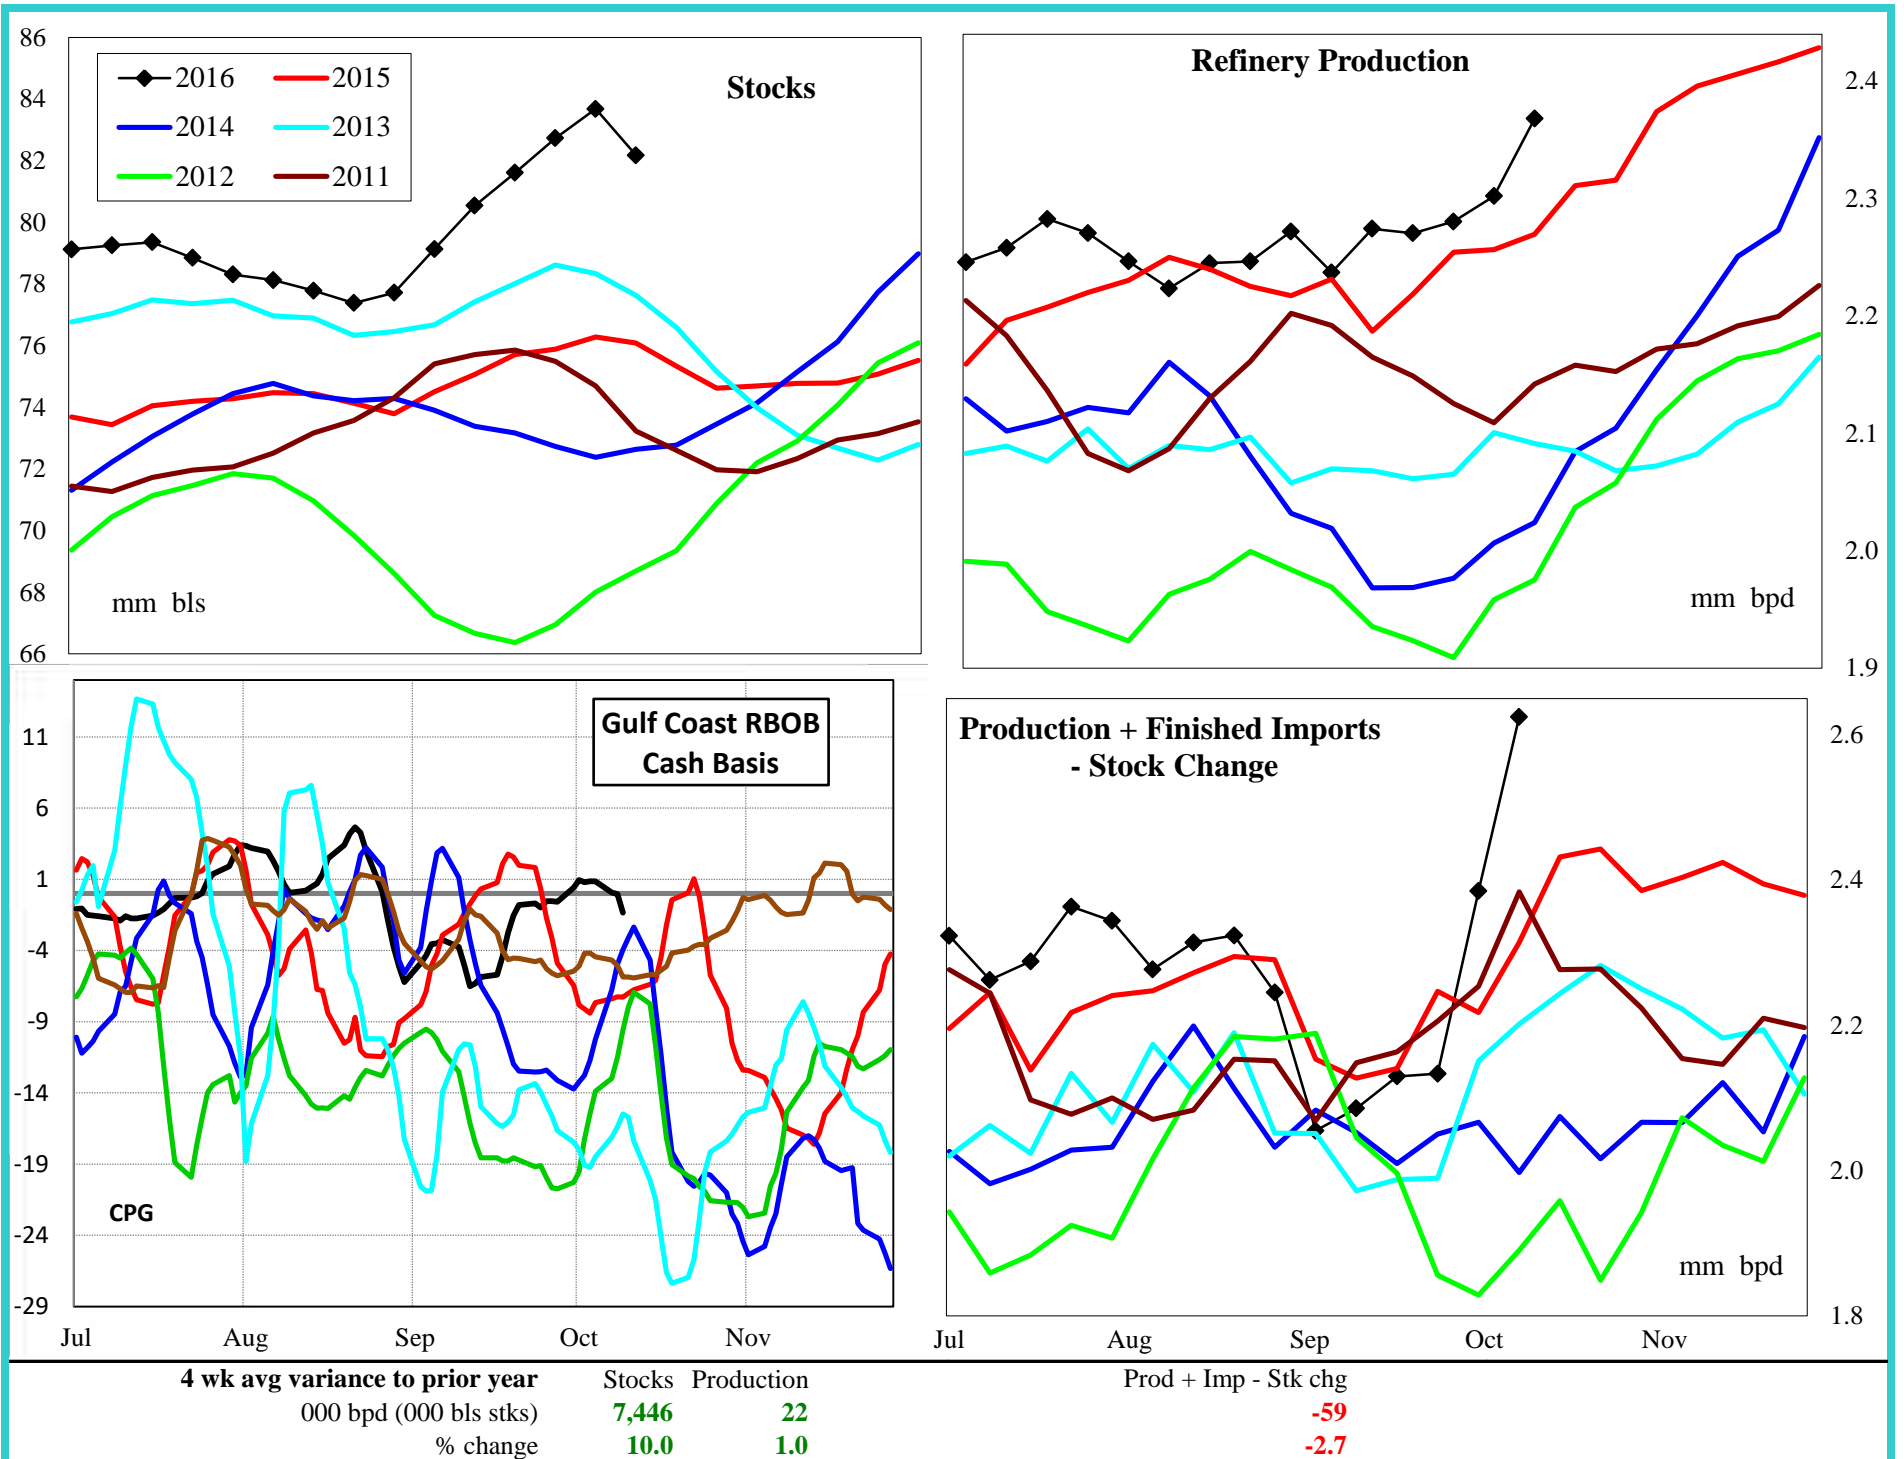 86
84
82
80
78
76
74
72
70
68
66
2016 2015
2014 2013
2012 2011
Stocks
mm bls
Refinery Production
2.4
2.3
2.2
2.1
2.0
1.9
mm bpd
11
6
1
-4
-9
-14
-19
-24
-29
Gulf Coast RBOB
Cash Basis
CPG
Jul Aug Sep Oct Nov
Production + Finished Imports
- Stock Change
2.6
2.4
2.2
2.0
1.8
mm bpd
Jul Aug Sep Oct Nov
4 wk avg variance to prior year Stocks Production Prod + Imp - Stk chg
000 bpd (000 bls stks) 7,446 22 -59
% change 10.0 1.0 -2.7